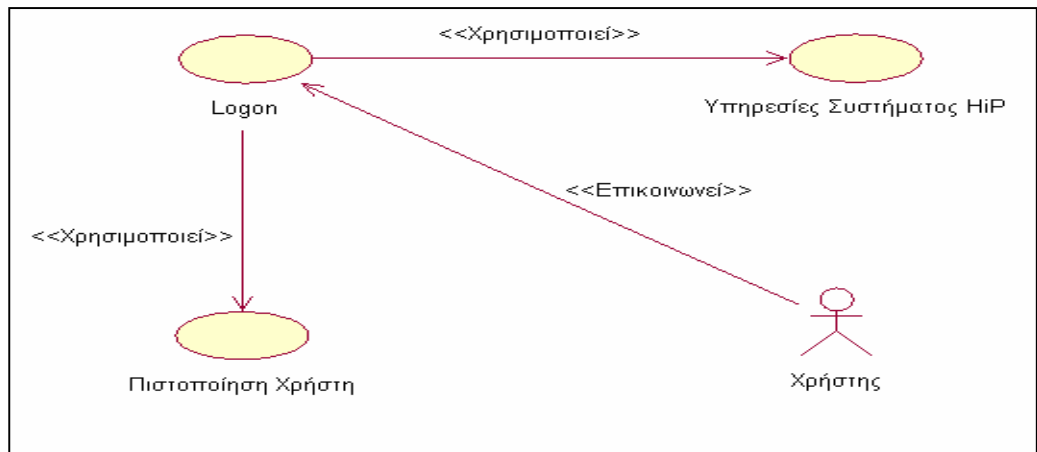 <<Χρησιμοποιεί>>
Logon
Υπηρεσίες Συστήματος HiP
<<Επικοινωνεί>>
<<Χρησιμοποιεί>>
Πιστοποίηση Χρήστη
Χρήστης